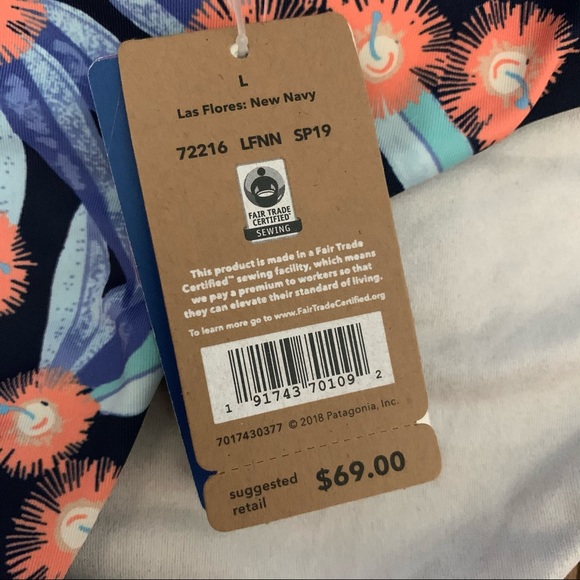 L
Las Flores: New Navy
72216 LFNN SP19
FAIR TRADE
CERTIFIED™
SEWING
This product is made in a Fair Trade
Certified™ sewing facility, which means
we pay a premium to workers so that
they can elevate their standard of living.
To learn more go to www.FairTradeCertified.org
1 91743 70109 2
7017430377 © 2018 Patagonia, Inc.
suggested
retail
$69.00